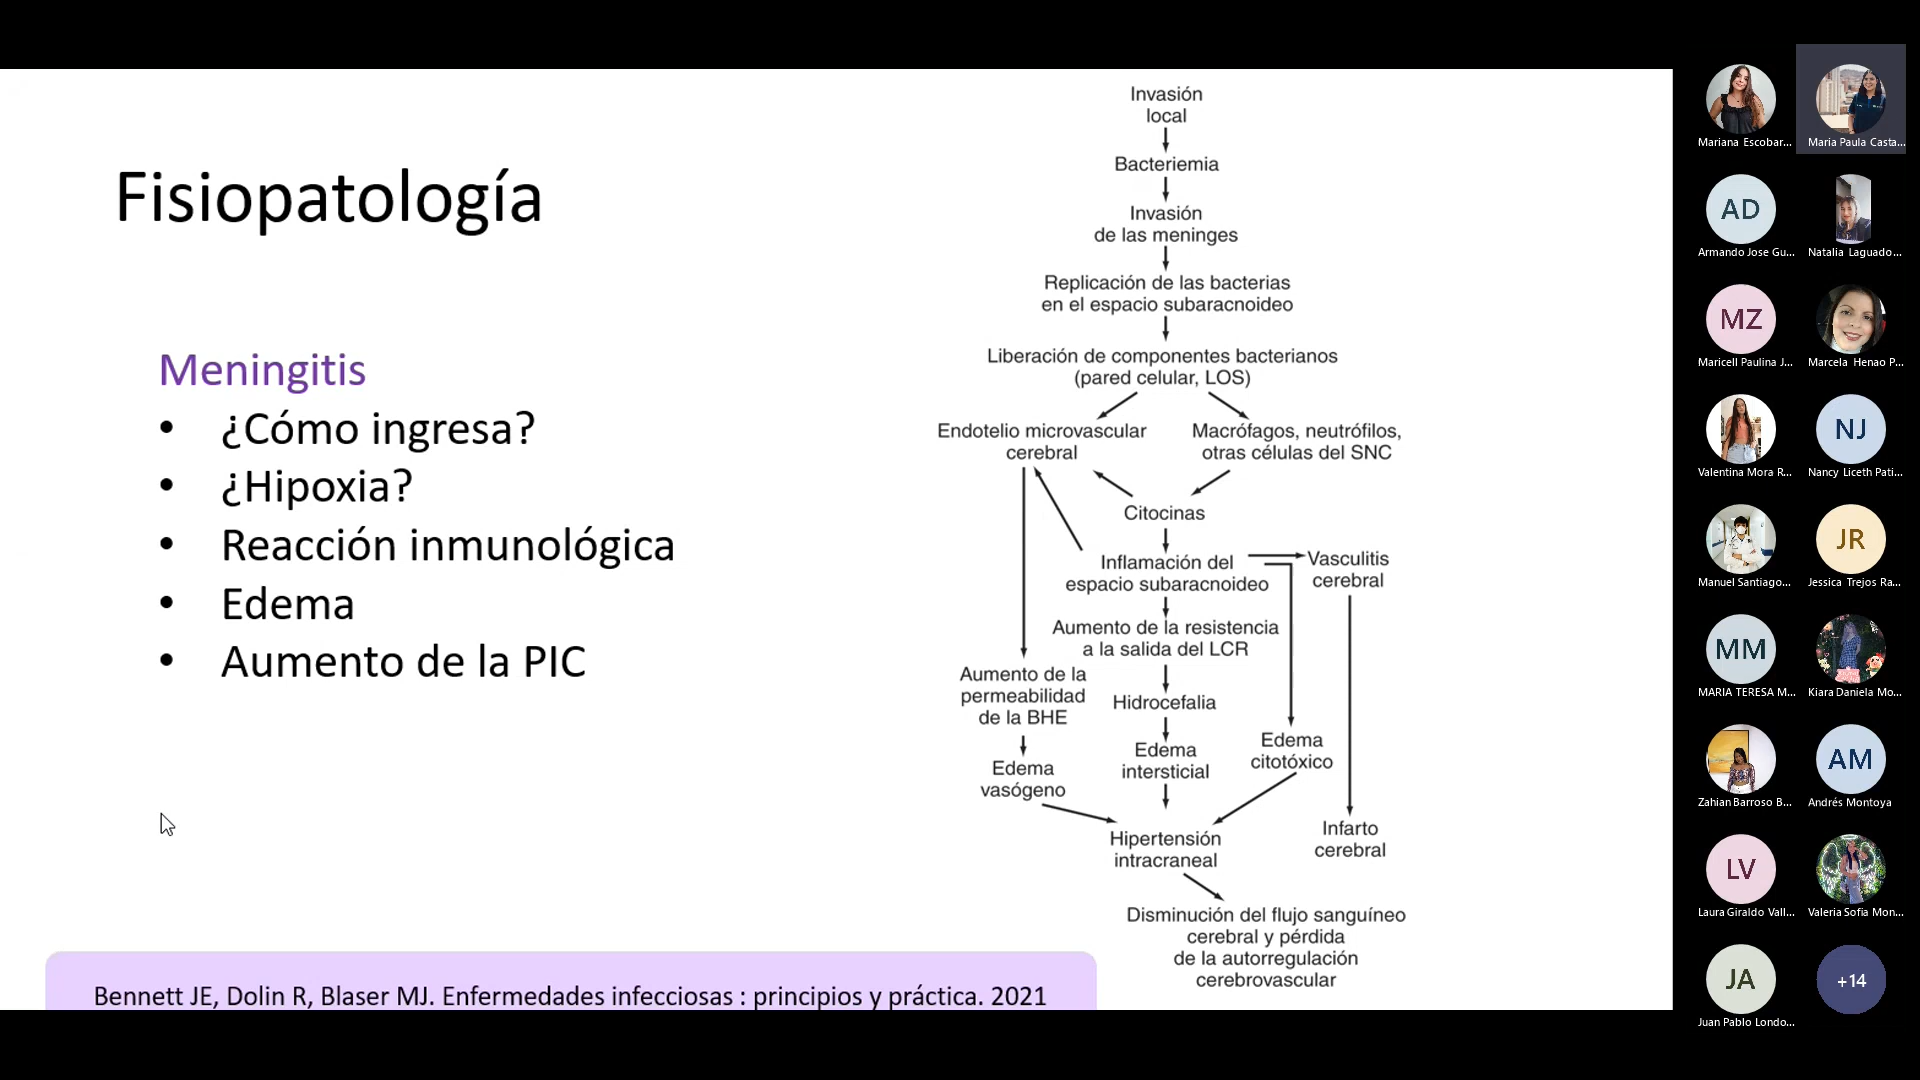 Fisiopatología
Meningitis
• ¿Cómo ingresa?
• ¿Hipoxia?
• Reacción inmunológica
• Edema
• Aumento de la PIC
Bennett JE, Dolin R, Blaser MJ. Enfermedades infecciosas : principios y práctica. 2021
Invasión
local
Bacteriemia
Invasión
de las meninges
Replicación de las bacterias
en el espacio subaracnoideo
Liberación de componentes bacterianos
(pared celular, LOS)
Endotelio microvascular
cerebral
Macrófagos, neutrófilos,
otras células del SNC
Citocinas
Inflamación del
espacio subaracnoideo
Vasculitis
cerebral
Aumento de la resistencia
a la salida del LCR
Aumento de la
permeabilidad
de la BHE
Hidrocefalia
Edema
intersticial
Edema
citotóxico
Edema
vasógeno
Hipertensión
intracraneal
Infarto
cerebral
Disminución del flujo sanguíneo
cerebral y pérdida
de la autorregulación
cerebrovascular
Mariana Escobar...
Maria Paula Casta...
AD
Armando Jose Gu...
Natalia Laguado...
MZ
Maricell Paulina J...
Marcela Henao P...
Valentina Mora R...
NJ
Nancy Liceth Pati...
Manuel Santiago...
JR
Jessica Trejos Ra...
MM
MARIA TERESA M...
Kiara Daniela Mo...
Zahian Barroso B...
AM
Andrés Montoya
LV
Laura Giraldo Vall...
Valeria Sofia Mon...
JA
Juan Pablo Londo...
+14